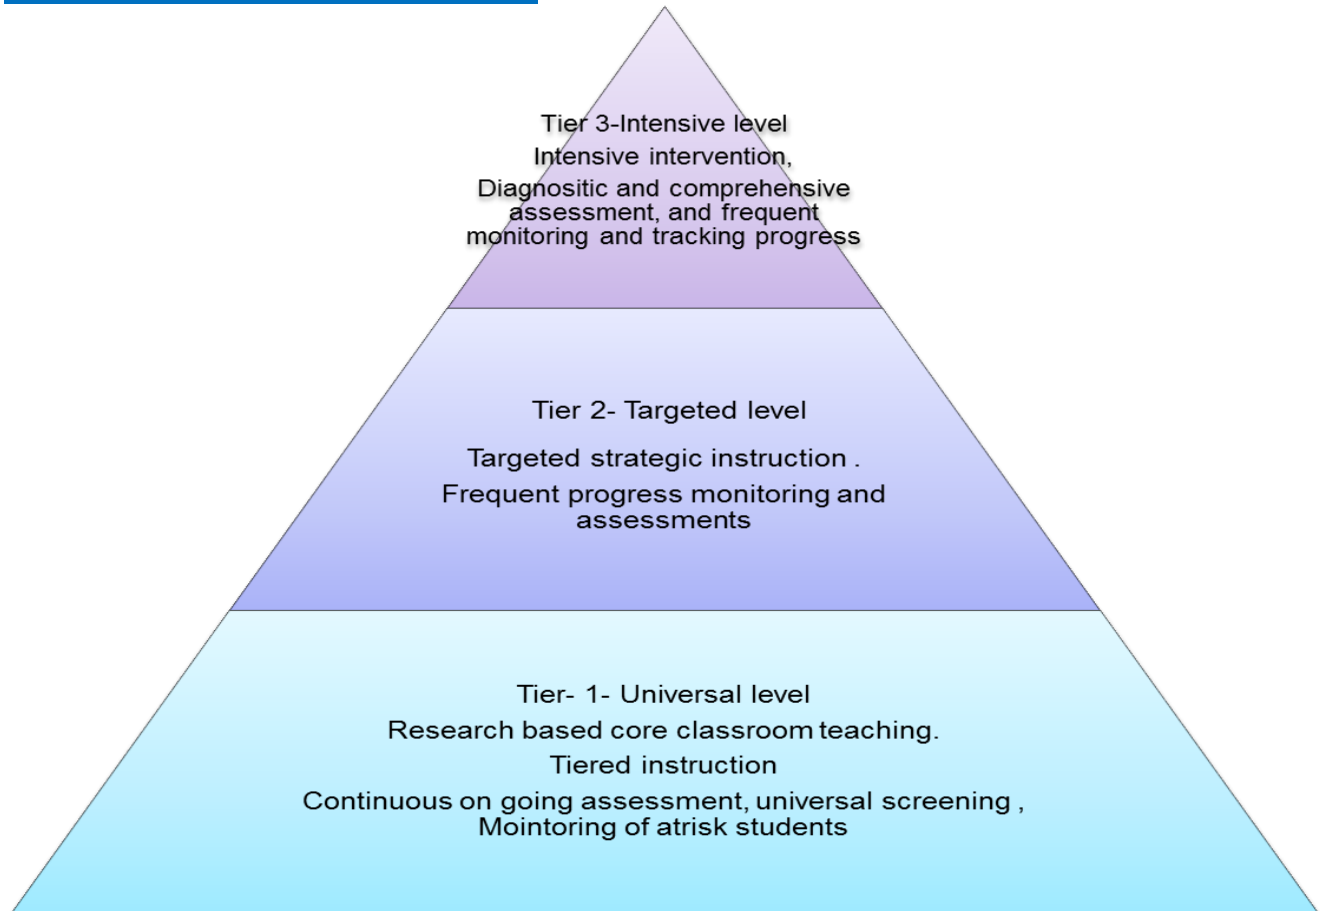 Tier 3-Intensive level
Intensive intervention,
Diagnositic and comprehensive
assessment, and frequent
monitoring and tracking progress
Tier 2- Targeted level
Targeted strategic instruction .
Frequent progress monitoring and
assessments
Tier- 1- Universal level
Research based core classroom teaching.
Tiered instruction
Continuous on going assessment, universal screening ,
Mointoring of atrisk students